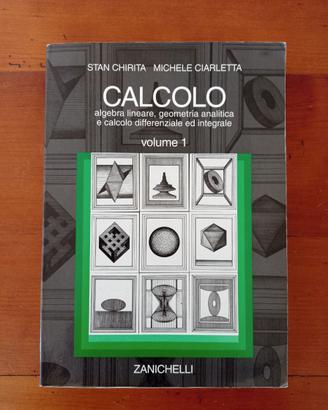 STAN CHIRITA MICHELE CIARLETTA
CALCOLO
algebra lineare, geometria analitica
e calcolo differenziale ed integrale
volume 1
ZANICHELLI